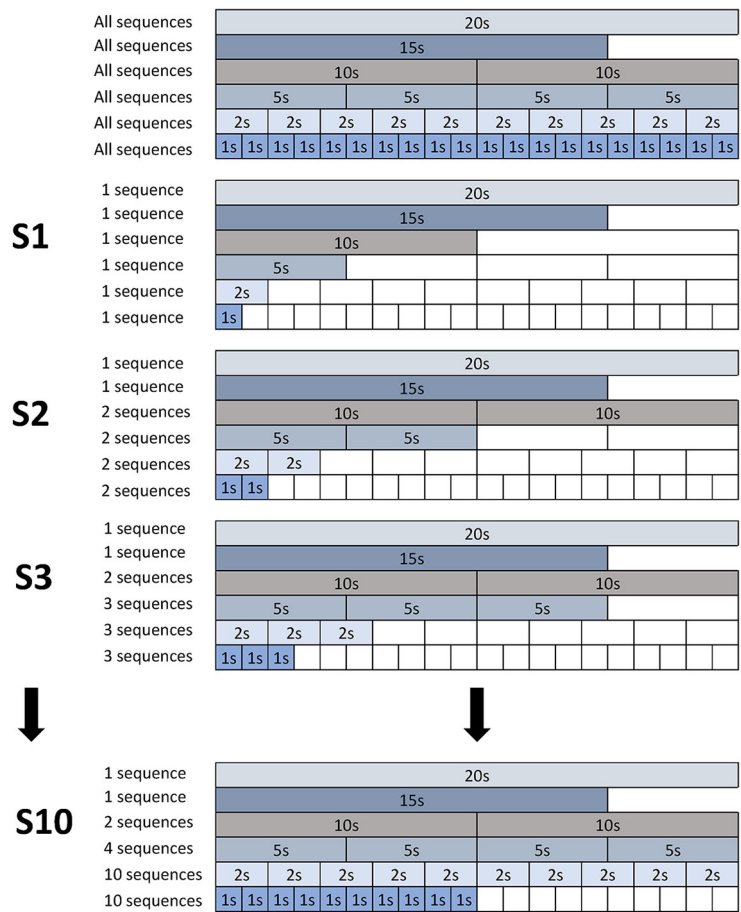 All sequences 20s
All sequences 15s
All sequences 10s 10s
All sequences 5s 5s 5s 5s
All sequences 2s 2s 2s 2s 2s 2s 2s 2s 2s 2s
All sequences 1s 1s 1s 1s 1s 1s 1s 1s 1s 1s 1s 1s 1s 1s 1s 1s 1s 1s 1s 1s
S1
1 sequence 20s
1 sequence 15s
1 sequence 10s
1 sequence 5s
1 sequence 2s
1 sequence 1s
S2
1 sequence 20s
1 sequence 15s
2 sequences 10s 10s
2 sequences 5s 5s
2 sequences 2s 2s
2 sequences 1s 1s
S3
1 sequence 20s
1 sequence 15s
2 sequences 10s 10s
3 sequences 5s 5s 5s
3 sequences 2s 2s 2s
3 sequences 1s 1s 1s
S10
1 sequence 20s
1 sequence 15s
2 sequences 10s 10s
4 sequences 5s 5s 5s 5s
10 sequences 2s 2s 2s 2s 2s 2s 2s 2s 2s 2s
10 sequences 1s 1s 1s 1s 1s 1s 1s 1s 1s 1s